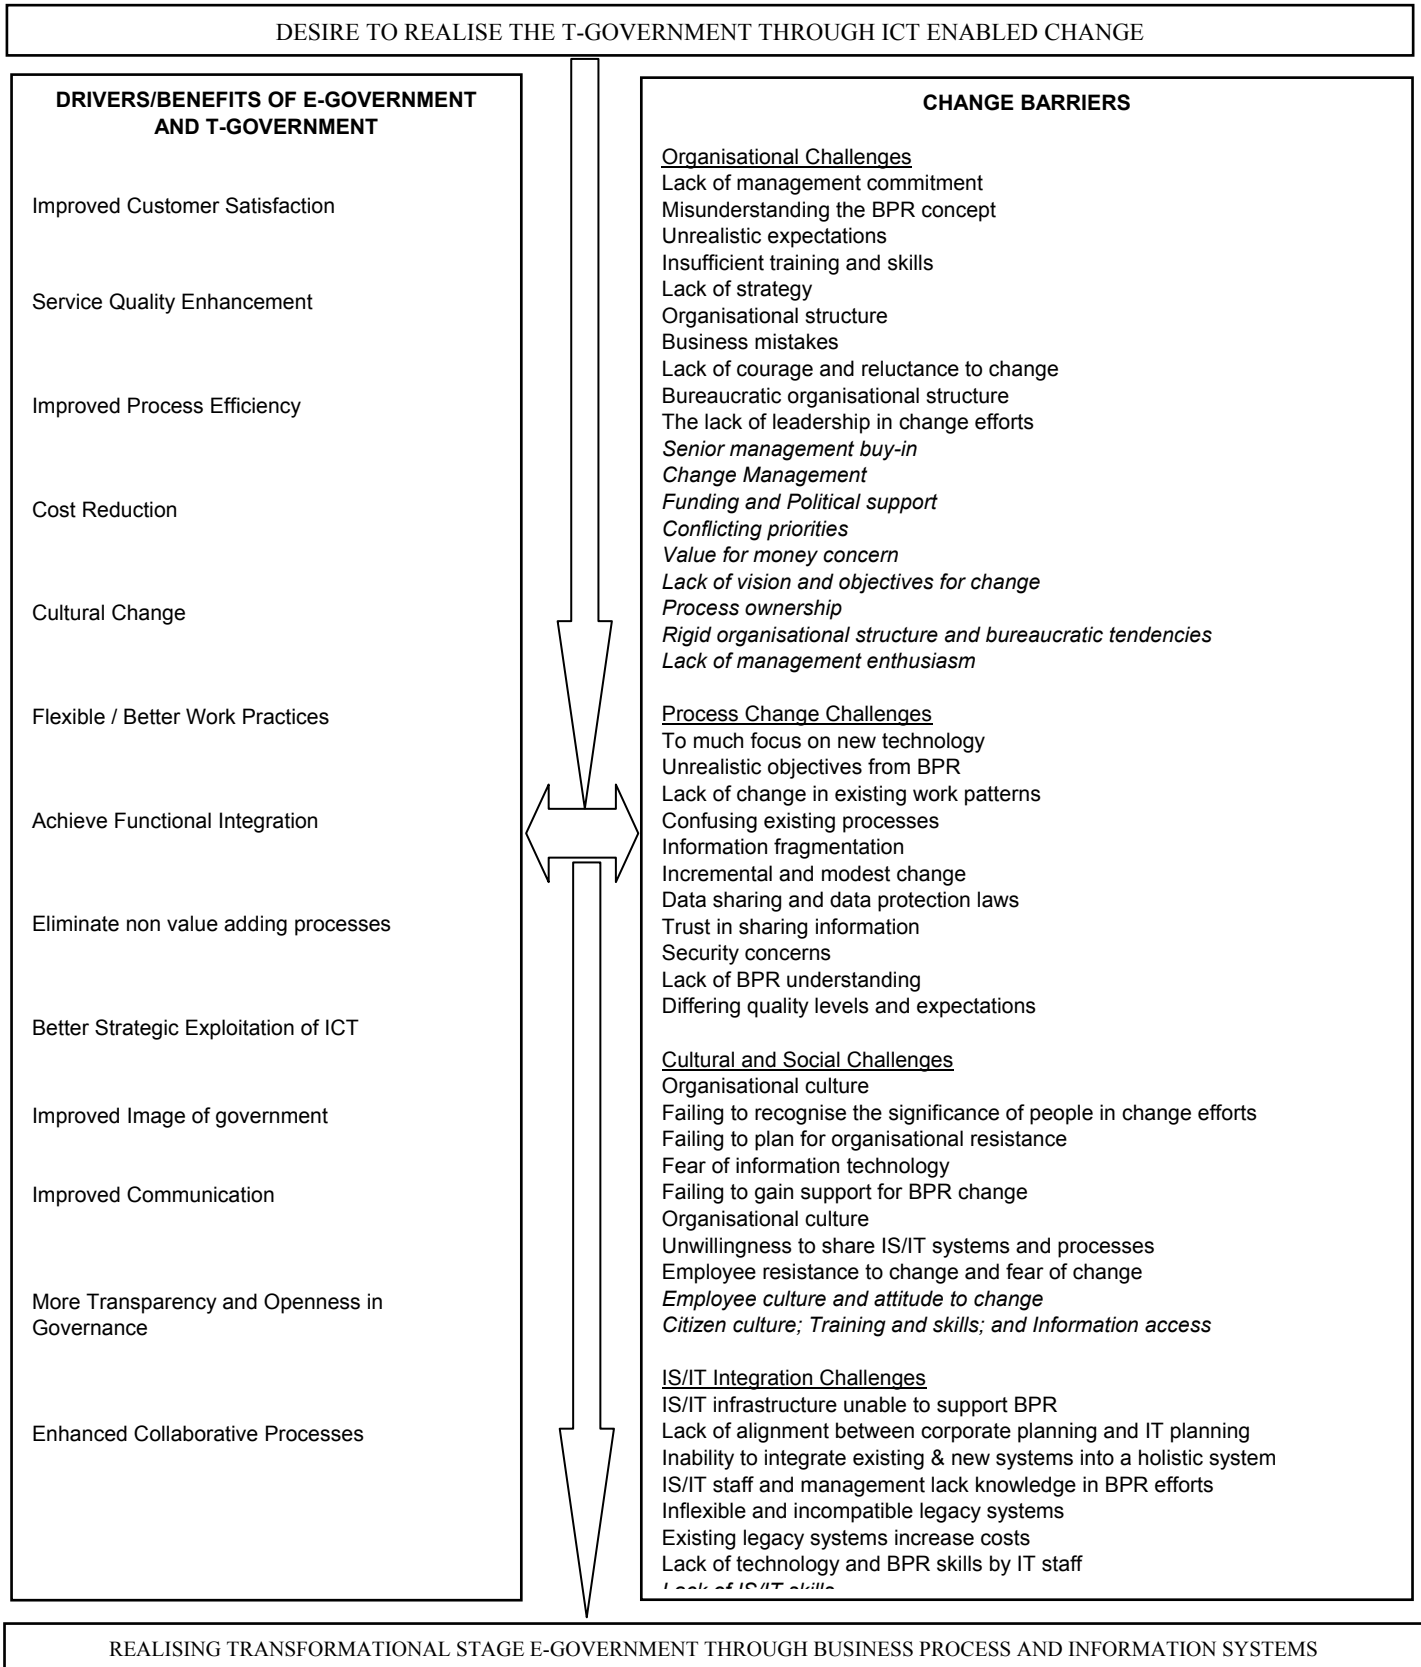 DESIRE TO REALISE THE T-GOVERNMENT THROUGH ICT ENABLED CHANGE
DRIVERS/BENEFITS OF E-GOVERNMENT
AND T-GOVERNMENT
Improved Customer Satisfaction
Service Quality Enhancement
Improved Process Efficiency
Cost Reduction
Cultural Change
Flexible / Better Work Practices
Achieve Functional Integration
Eliminate non value adding processes
Better Strategic Exploitation of ICT
Improved Image of government
Improved Communication
More Transparency and Openness in
Governance
Enhanced Collaborative Processes
CHANGE BARRIERS
Organisational Challenges
Lack of management commitment
Misunderstanding the BPR concept
Unrealistic expectations
Insufficient training and skills
Lack of strategy
Organisational structure
Business mistakes
Lack of courage and reluctance to change
Bureaucratic organisational structure
The lack of leadership in change efforts
Senior management buy-in
Change Management
Funding and Political support
Conflicting priorities
Value for money concern
Lack of vision and objectives for change
Process ownership
Rigid organisational structure and bureaucratic tendencies
Lack of management enthusiasm
Process Change Challenges
To much focus on new technology
Unrealistic objectives from BPR
Lack of change in existing work patterns
Confusing existing processes
Information fragmentation
Incremental and modest change
Data sharing and data protection laws
Trust in sharing information
Security concerns
Lack of BPR understanding
Differing quality levels and expectations
Cultural and Social Challenges
Organisational culture
Failing to recognise the significance of people in change efforts
Failing to plan for organisational resistance
Fear of information technology
Failing to gain support for BPR change
Organisational culture
Unwillingness to share IS/IT systems and processes
Employee resistance to change and fear of change
Employee culture and attitude to change
Citizen culture; Training and skills; and Information access
IS/IT Integration Challenges
IS/IT infrastructure unable to support BPR
Lack of alignment between corporate planning and IT planning
Inability to integrate existing & new systems into a holistic system
IS/IT staff and management lack knowledge in BPR efforts
Inflexible and incompatible legacy systems
Existing legacy systems increase costs
Lack of technology and BPR skills by IT staff
Lack of IS/IT skills
REALISING TRANSFORMATIONAL STAGE E-GOVERNMENT THROUGH BUSINESS PROCESS AND INFORMATION SYSTEMS